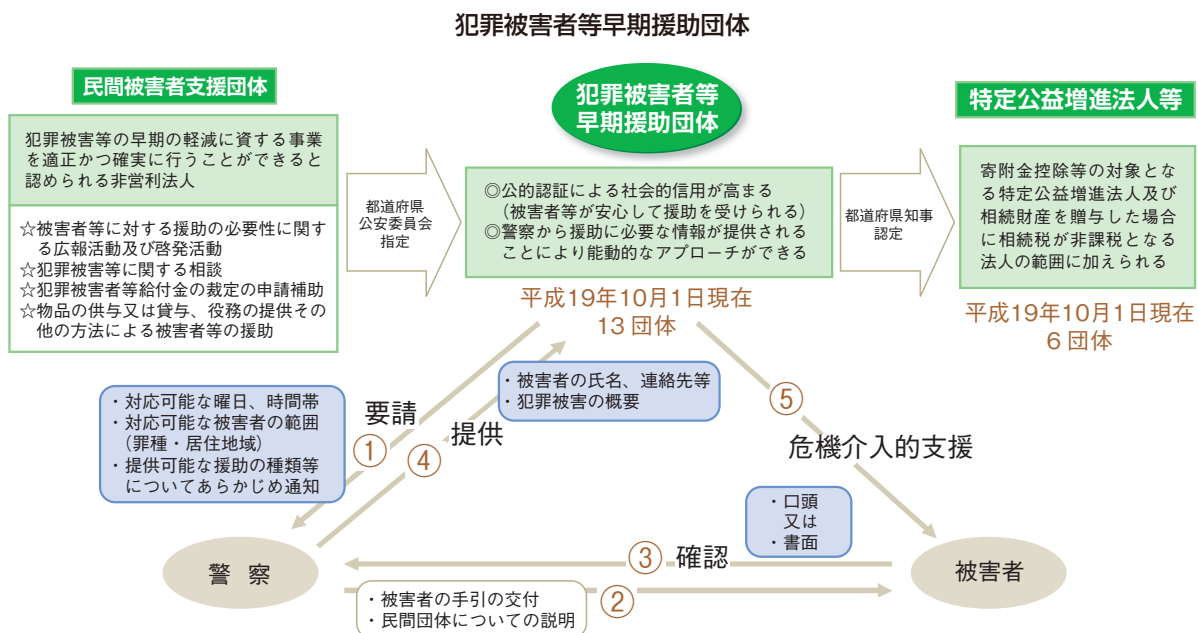 犯罪被害者等早期援助団体
民間被害者支援団体
犯罪被害等の早期の軽減に資する事業
を適正かつ確実に行うことができると
認められる非営利法人
☆被害者等に対する援助の必要性に関す
る広報活動及び啓発活動
☆犯罪被害等に関する相談
☆犯罪被害者等給付金の裁定の申請補助
☆物品の供与又は貸与、役務の提供その
他の方法による被害者等の援助
都道府県
公安委員会
指定
犯罪被害者等
早期援助団体
◎公的認証による社会的信用が高まる
（被害者等が安心して援助を受けられる）
◎警察から援助に必要な情報が提供される
ことにより能動的なアプローチができる
平成19年10月1日現在
13団体
都道府県知事
認定
特定公益増進法人等
寄附金控除等の対象とな
る特定公益増進法人及び
相続財産を贈与した場合
に相続税が非課税となる
法人の範囲に加えられる
平成19年10月1日現在
6団体
・対応可能な曜日、時間帯
・対応可能な被害者の範囲
（罪種・居住地域）
・提供可能な援助の種類等
についてあらかじめ通知
要請
①
④
提供
・被害者の氏名、連絡先等
・犯罪被害の概要
⑤
危機介入的支援
・口頭
又は
・書面
警察
③確認
被害者
・被害者の手引の交付
・民間団体についての説明
②